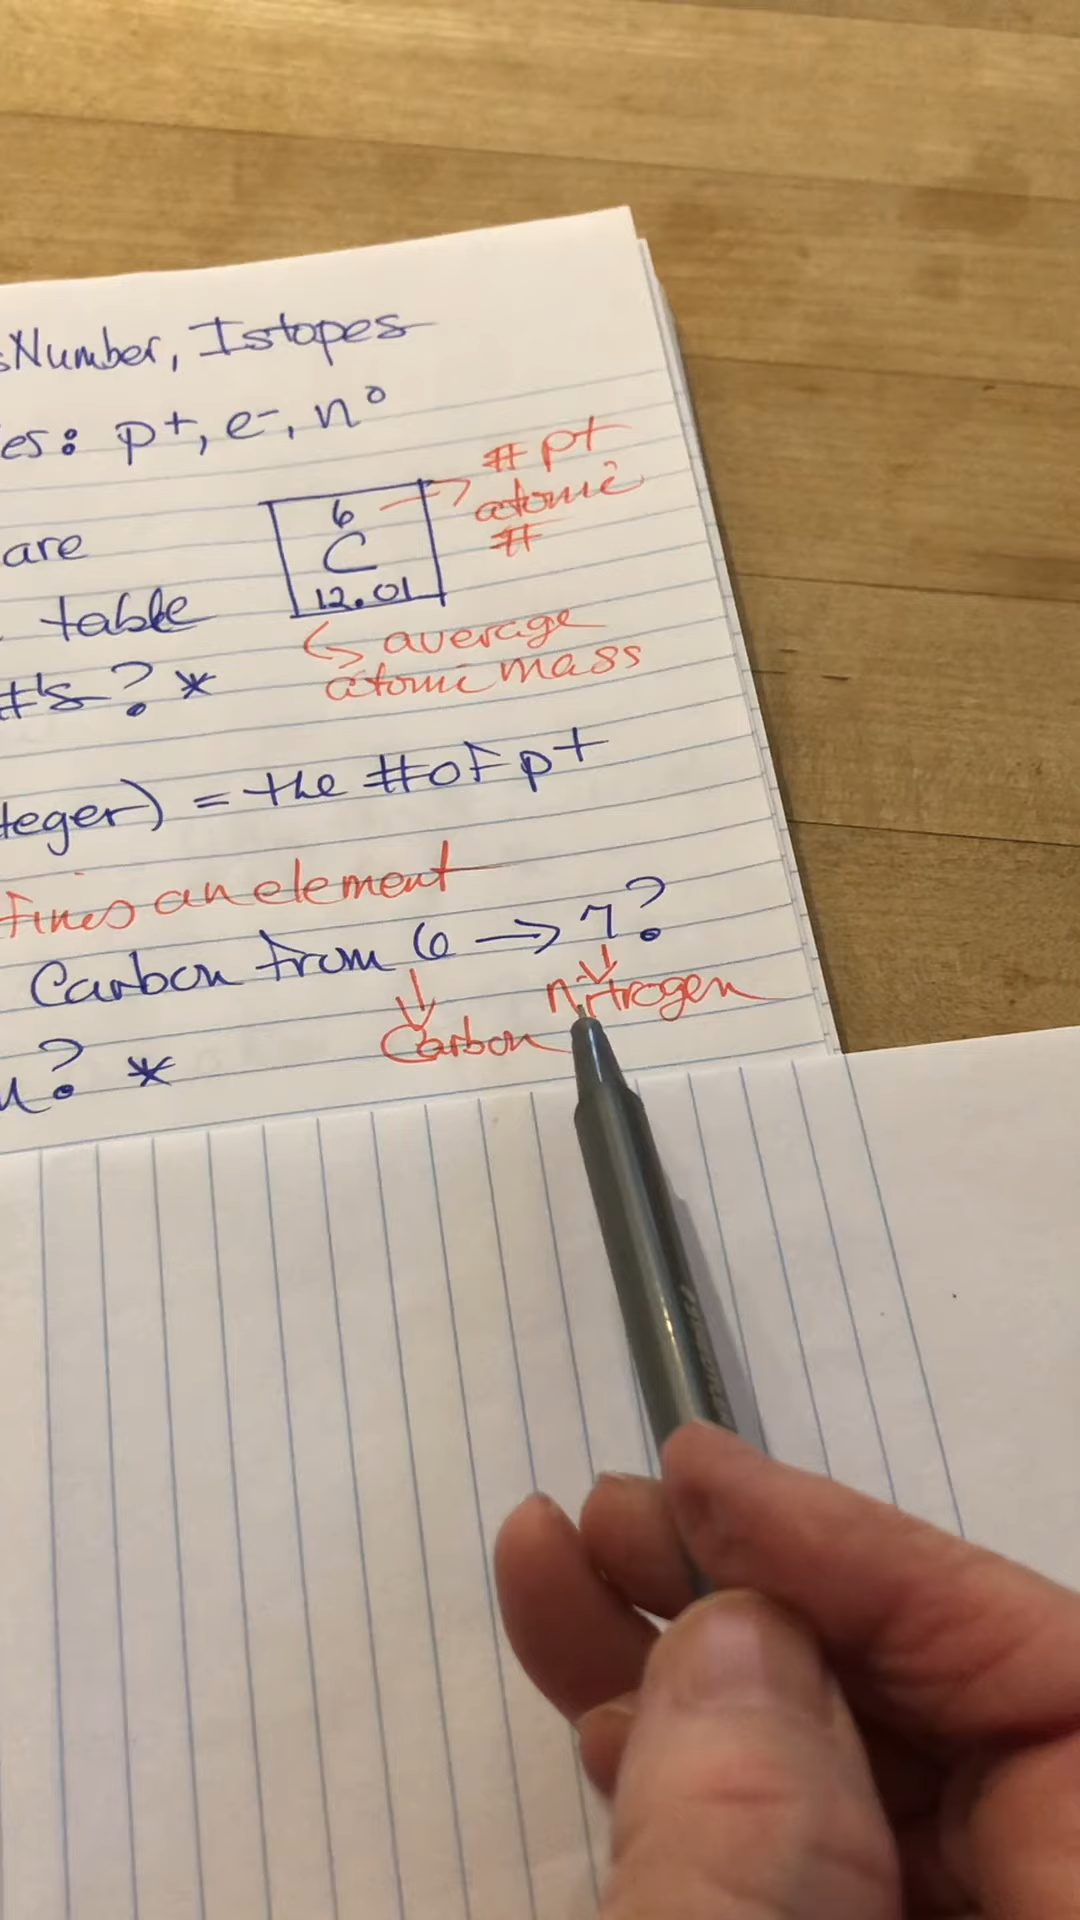 sNumber, Istopes
es: p+, e-, n°
# p+
atomic
#
6
C
12.01
are
table
average
atomic mass
t's? *
teger) = the # of p+
fines an element
Carbon from 6 → 7?
nitrogen
Carbon
? *